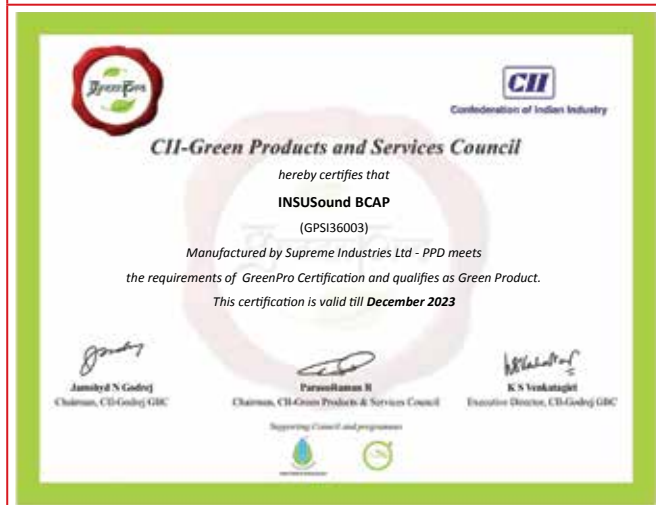 GreenPro
CII
Confederation of Indian Industry
CII-Green Products and Services Council
hereby certifies that
INSUSound BCAP
(GPSI36003)
Manufactured by Supreme Industries Ltd - PPD meets
the requirements of GreenPro Certification and qualifies as Green Product.
This certification is valid till December 2023
Jamshyd N Godrej
Chairman, CII-Godrej GBC
ParasuRaman R
Chairman, CII-Green Products & Services Council
K S Venkatagiri
Executive Director, CII-Godrej GBC
Supporting Council and programmes